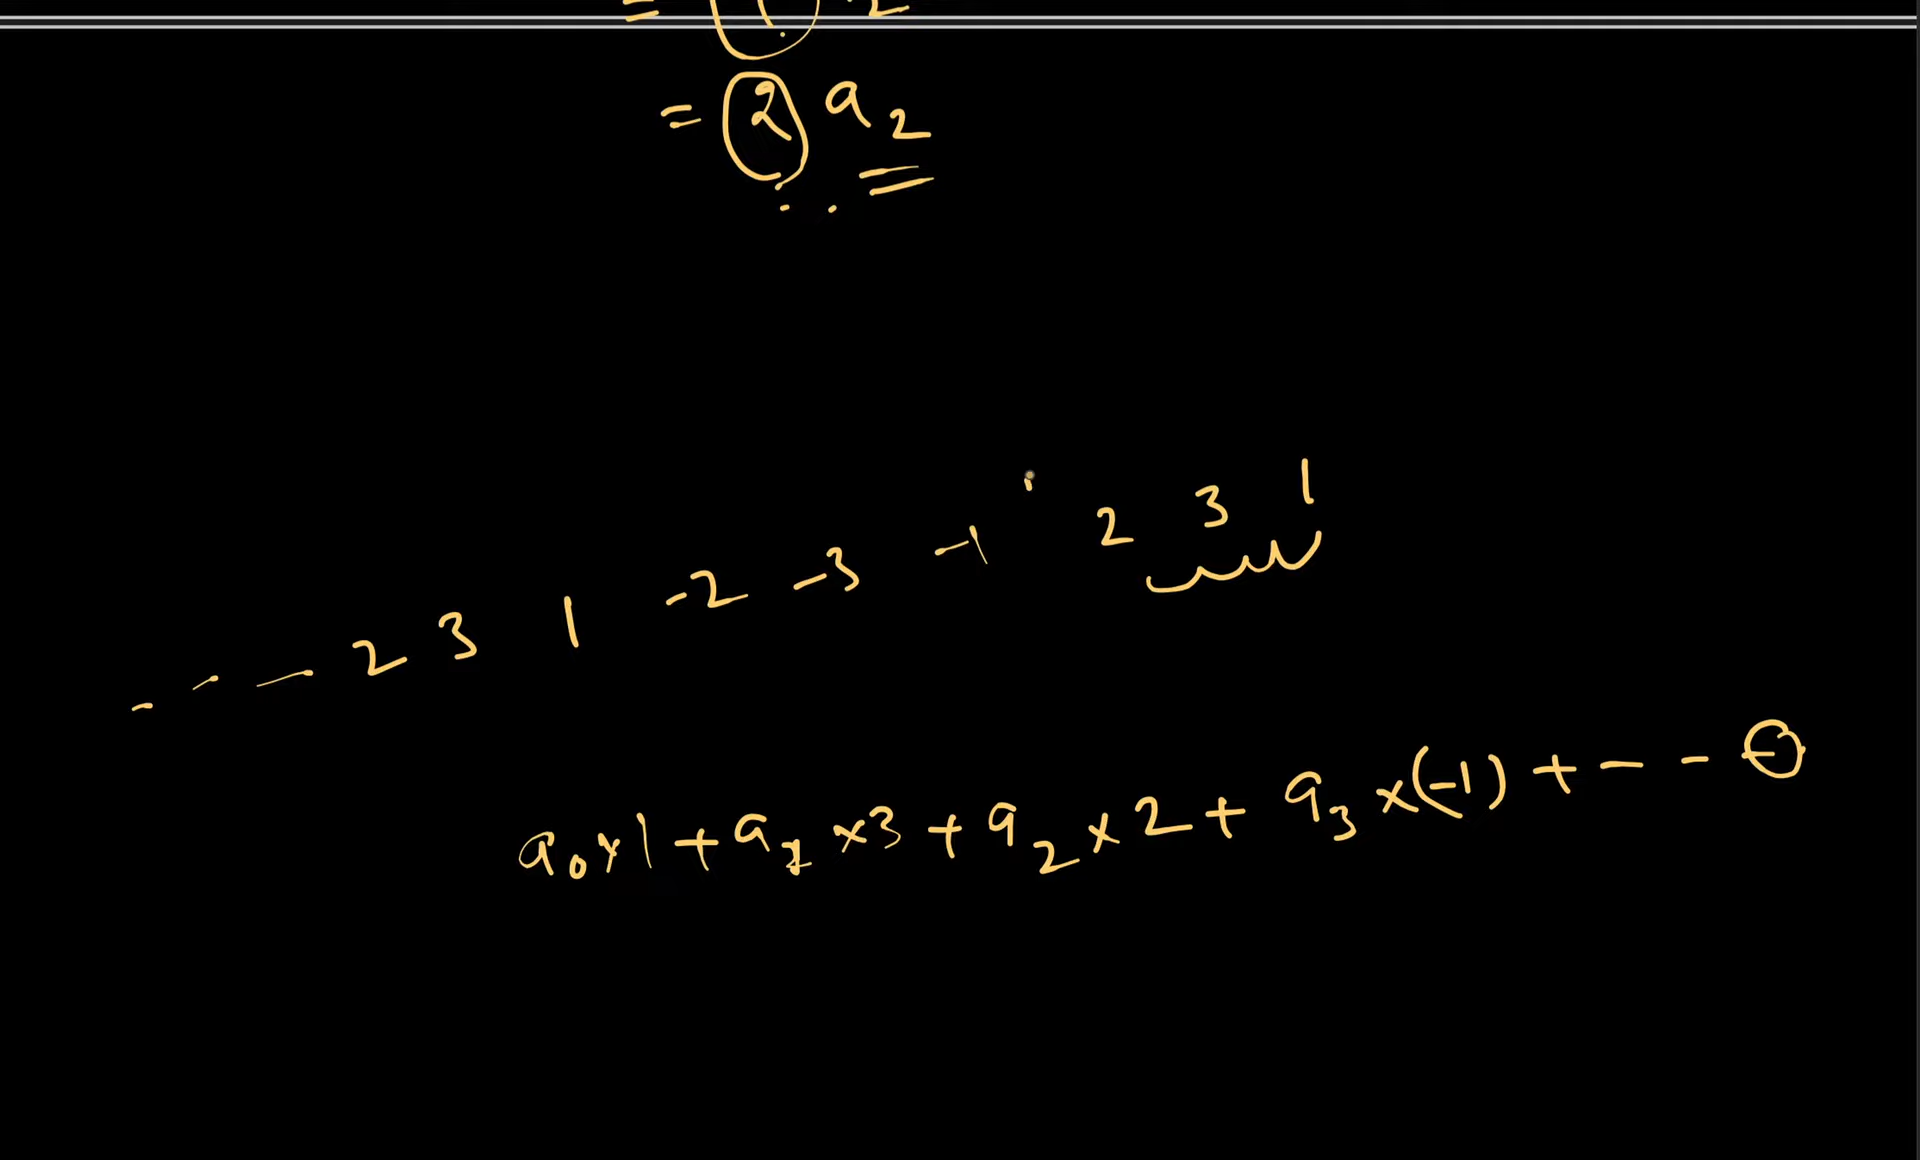 = 2 a₂
. - — 2 3 1 -2 -3 -1 2 3 1
a₀×1 + a₁×3 + a₂×2 + a₃×(-1) + - - -